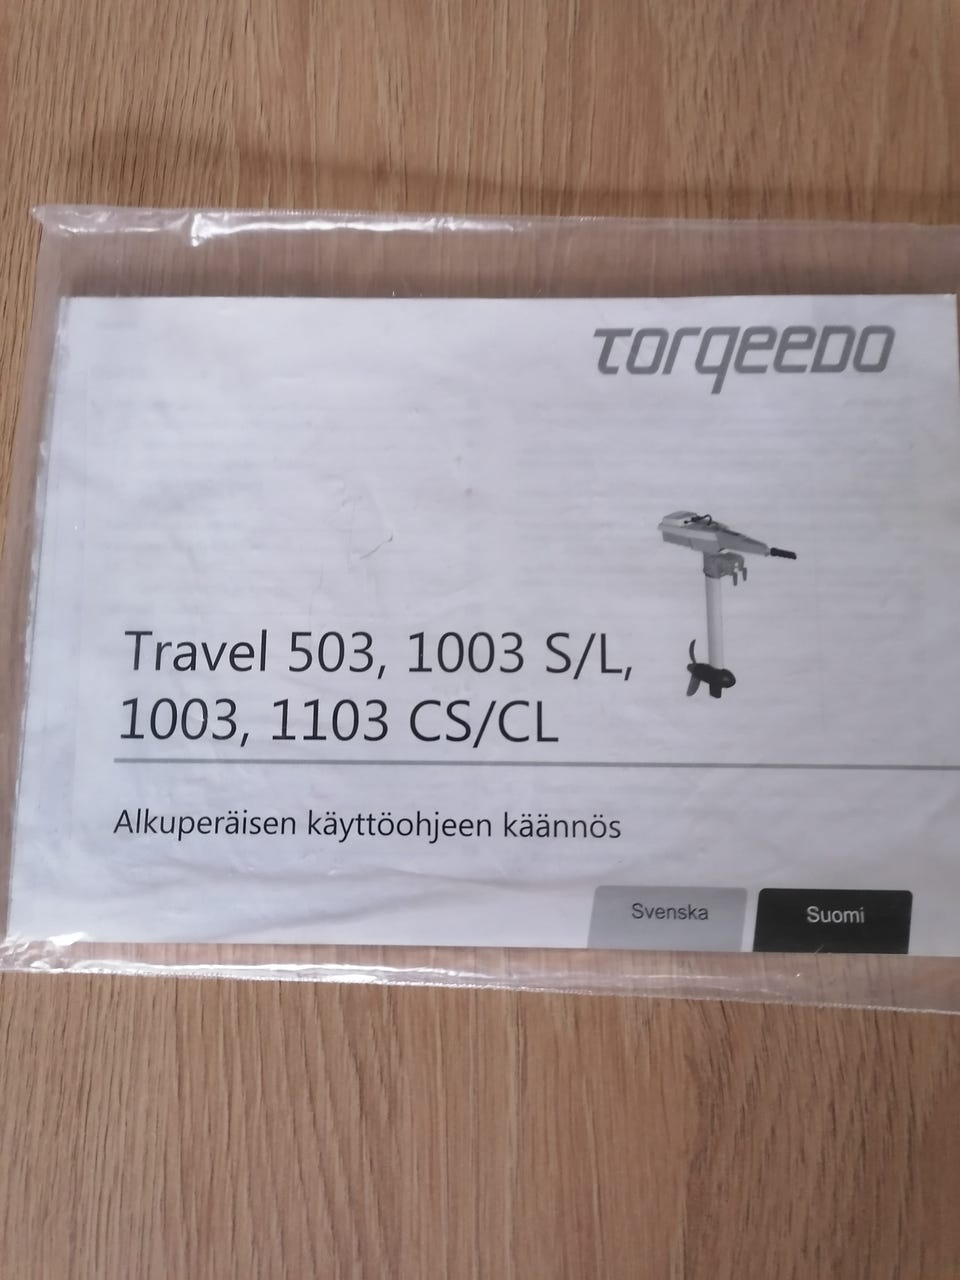 TORQEEDO
Travel 503, 1003 S/L,
1003, 1103 CS/CL
Alkuperäisen käyttöohjeen käännös
Svenska
Suomi